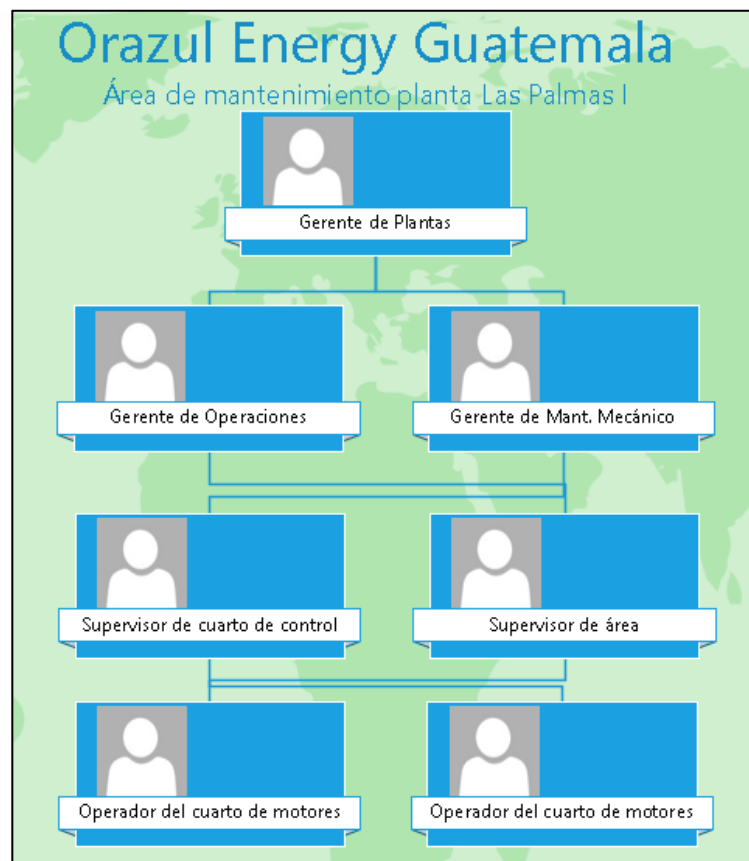 Orazul Energy Guatemala
Área de mantenimiento planta Las Palmas I
Gerente de Plantas
Gerente de Operaciones
Gerente de Mant. Mecánico
Supervisor de cuarto de control
Supervisor de área
Operador del cuarto de motores
Operador del cuarto de motores